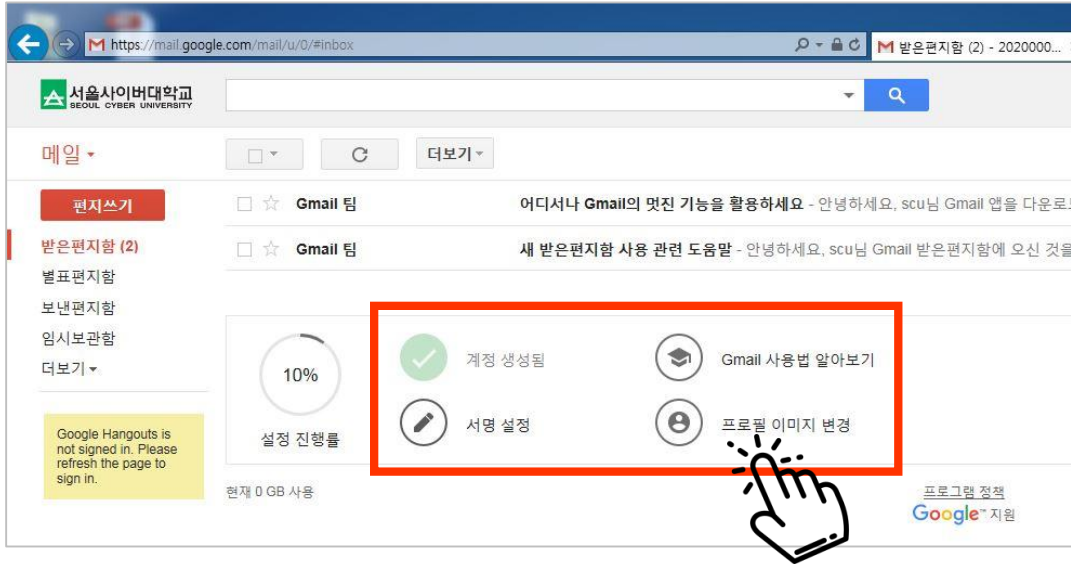 https://mail.google.com/mail/u/0/#inbox
받은편지함 (2) - 2020000...
서울사이버대학교
SEOUL CYBER UNIVERSITY
메일
더보기
편지쓰기
Gmail 팀 어디서나 Gmail의 멋진 기능을 활용하세요 - 안녕하세요, scu님 Gmail 앱을 다운로
받은편지함 (2)
Gmail 팀 새 받은편지함 사용 관련 도움말 - 안녕하세요, scu님 Gmail 받은편지함에 오신 것을
별표편지함
보낸편지함
임시보관함
더보기
10%
설정 진행률
계정 생성됨
Gmail 사용법 알아보기
서명 설정
프로필 이미지 변경
Google Hangouts is
not signed in. Please
refresh the page to
sign in.
현재 0 GB 사용
프로그램 정책
Google™ 지원